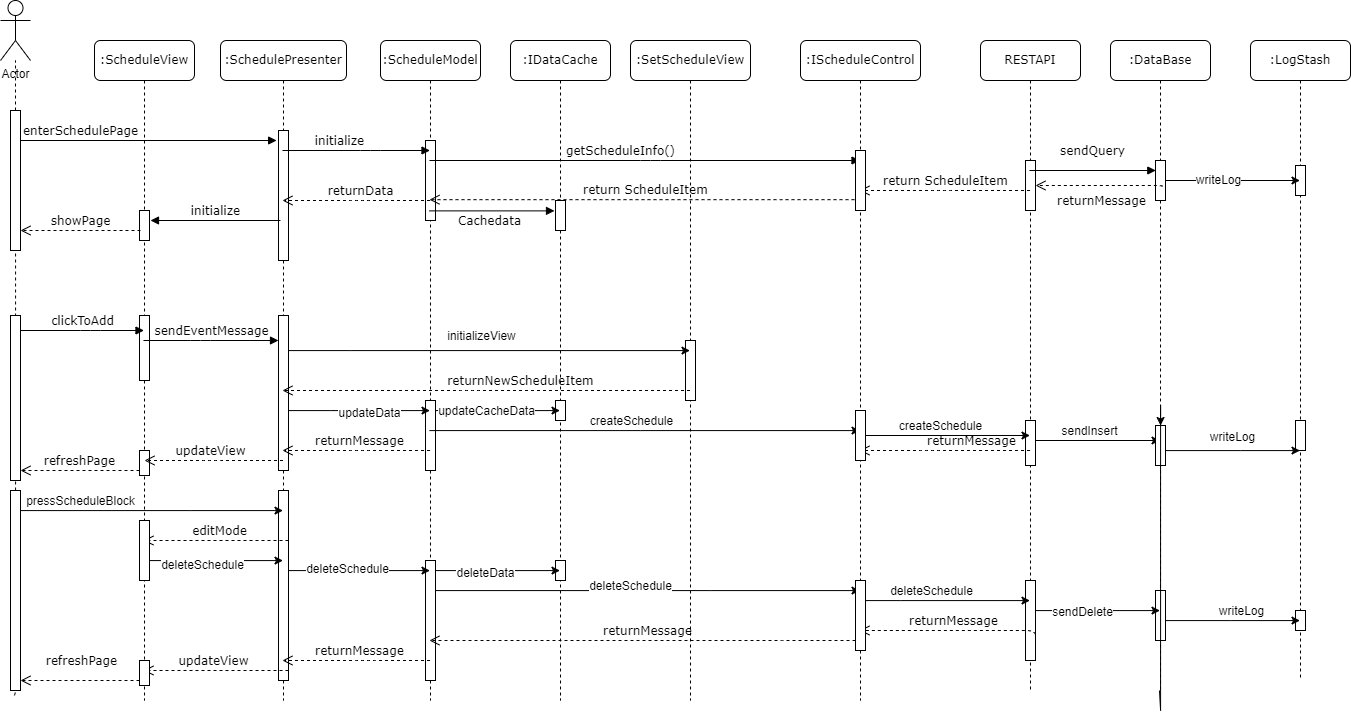 Actor
:ScheduleView
:SchedulePresenter
:ScheduleModel
:IDataCache
:SetScheduleView
:IScheduleControl
RESTAPI
:DataBase
:LogStash
enterSchedulePage
initialize
getScheduleInfo()
sendQuery
writeLog
return ScheduleItem
returnMessage
return ScheduleItem
returnData
Cachedata
initialize
showPage
clickToAdd
sendEventMessage
initializeView
returnNewScheduleItem
updateData
updateCacheData
createSchedule
createSchedule
sendInsert
writeLog
returnMessage
returnMessage
updateView
refreshPage
pressScheduleBlock
editMode
deleteSchedule
deleteSchedule
deleteData
deleteSchedule
deleteSchedule
sendDelete
writeLog
returnMessage
returnMessage
returnMessage
updateView
refreshPage